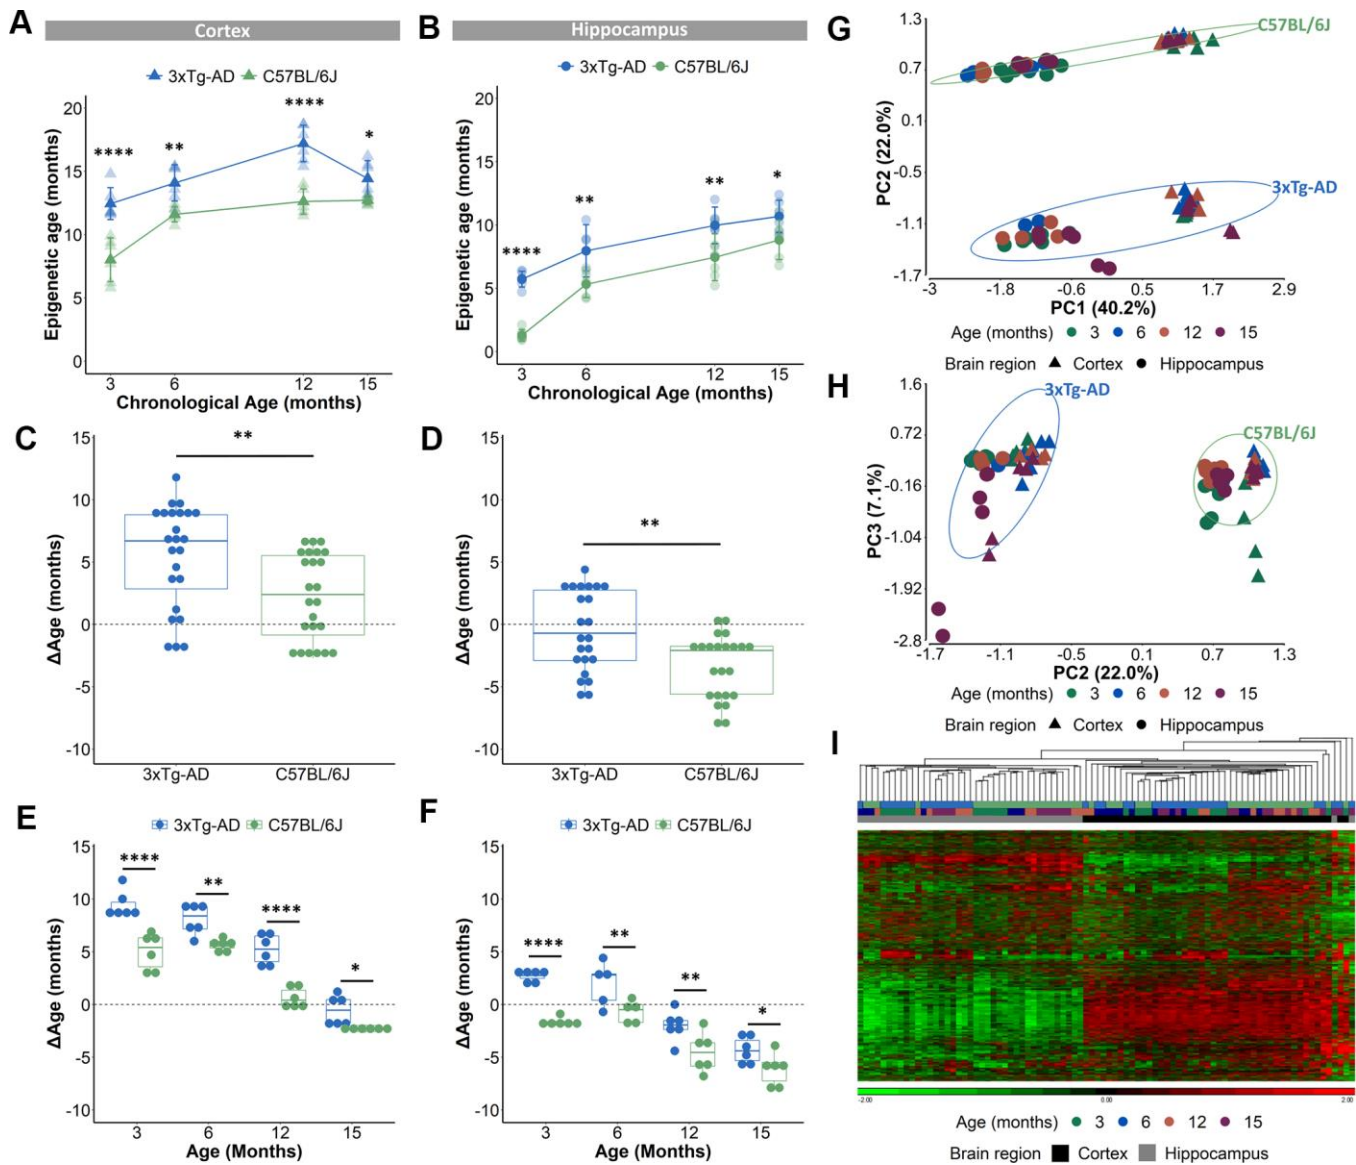 A
Cortex
3xTg-AD C57BL/6J
Epigenetic age (months)
20
15
10
5
0
**** ** **** *
3 6 12 15
Chronological Age (months)
B
Hippocampus
3xTg-AD C57BL/6J
Epigenetic age (months)
20
15
10
5
0
**** ** ** *
3 6 12 15
Chronological Age (months)
C
ΔAge (months)
15
10
5
0
-5
-10
**
3xTg-AD C57BL/6J
D
ΔAge (months)
15
10
5
0
-5
-10
**
3xTg-AD C57BL/6J
E
3xTg-AD C57BL/6J
ΔAge (months)
15
10
5
0
-5
-10
**** ** **** *
3 6 12 15
Age (Months)
F
3xTg-AD C57BL/6J
ΔAge (months)
15
10
5
0
-5
-10
**** ** ** *
3 6 12 15
Age (Months)
G
C57BL/6J
3xTg-AD
PC2 (22.0%)
1.3
0.7
0.1
-0.5
-1.1
-1.7
-3 -1.8 -0.6 0.5 1.7 2.9
PC1 (40.2%)
Age (months) 3 6 12 15
Brain region Cortex Hippocampus
H
3xTg-AD
C57BL/6J
PC3 (7.1%)
1.6
0.72
-0.16
-1.04
-1.92
-2.8
-1.7 -1.1 -0.5 0.1 0.7 1.3
PC2 (22.0%)
Age (months) 3 6 12 15
Brain region Cortex Hippocampus
I
-2.00 0.00 2.00
Age (months) 3 6 12 15
Brain region Cortex Hippocampus